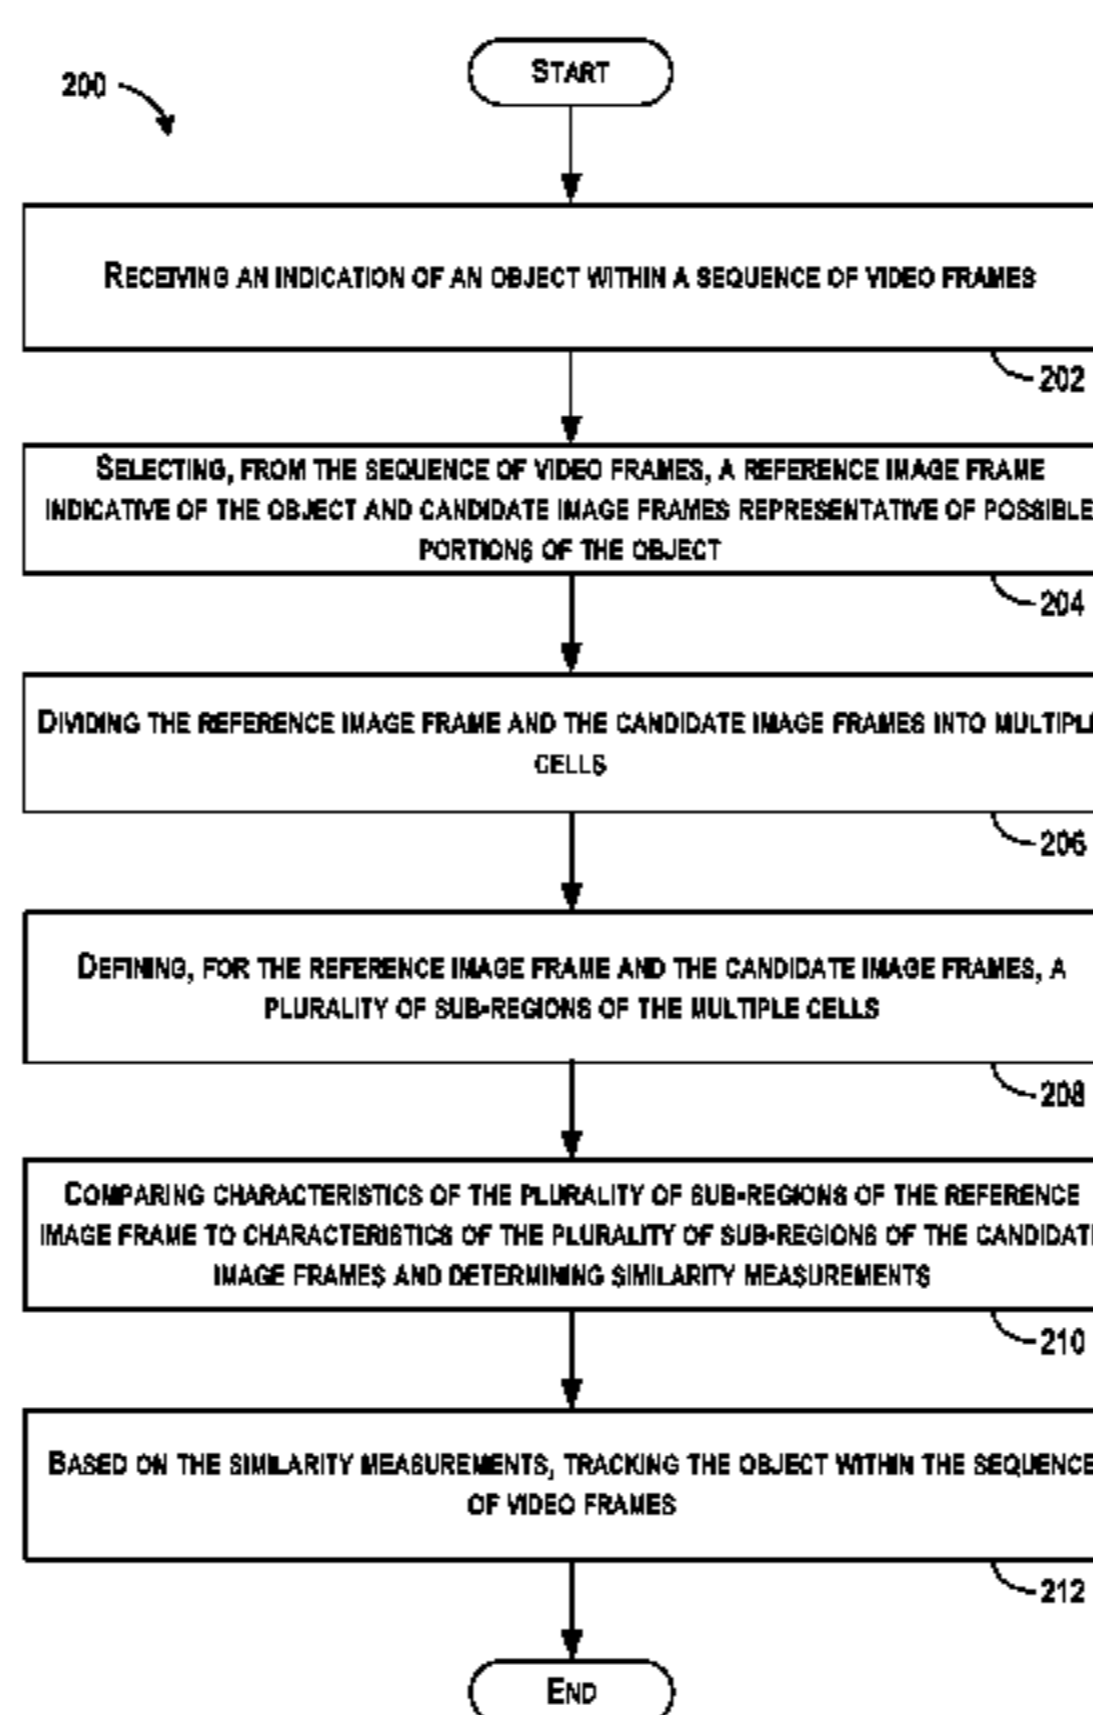 START
200
RECEIVING AN INDICATION OF AN OBJECT WITHIN A SEQUENCE OF VIDEO FRAMES
202
SELECTING, FROM THE SEQUENCE OF VIDEO FRAMES, A REFERENCE IMAGE FRAME
INDICATIVE OF THE OBJECT AND CANDIDATE IMAGE FRAMES REPRESENTATIVE OF POSSIBLE
PORTIONS OF THE OBJECT
204
DIVIDING THE REFERENCE IMAGE FRAME AND THE CANDIDATE IMAGE FRAMES INTO MULTIPLE
CELLS
206
DEFINING, FOR THE REFERENCE IMAGE FRAME AND THE CANDIDATE IMAGE FRAMES, A
PLURALITY OF SUB-REGIONS OF THE MULTIPLE CELLS
208
COMPARING CHARACTERISTICS OF THE PLURALITY OF SUB-REGIONS OF THE REFERENCE
IMAGE FRAME TO CHARACTERISTICS OF THE PLURALITY OF SUB-REGIONS OF THE CANDIDATE
IMAGE FRAMES AND DETERMINING SIMILARITY MEASUREMENTS
210
BASED ON THE SIMILARITY MEASUREMENTS, TRACKING THE OBJECT WITHIN THE SEQUENCE
OF VIDEO FRAMES
212
END